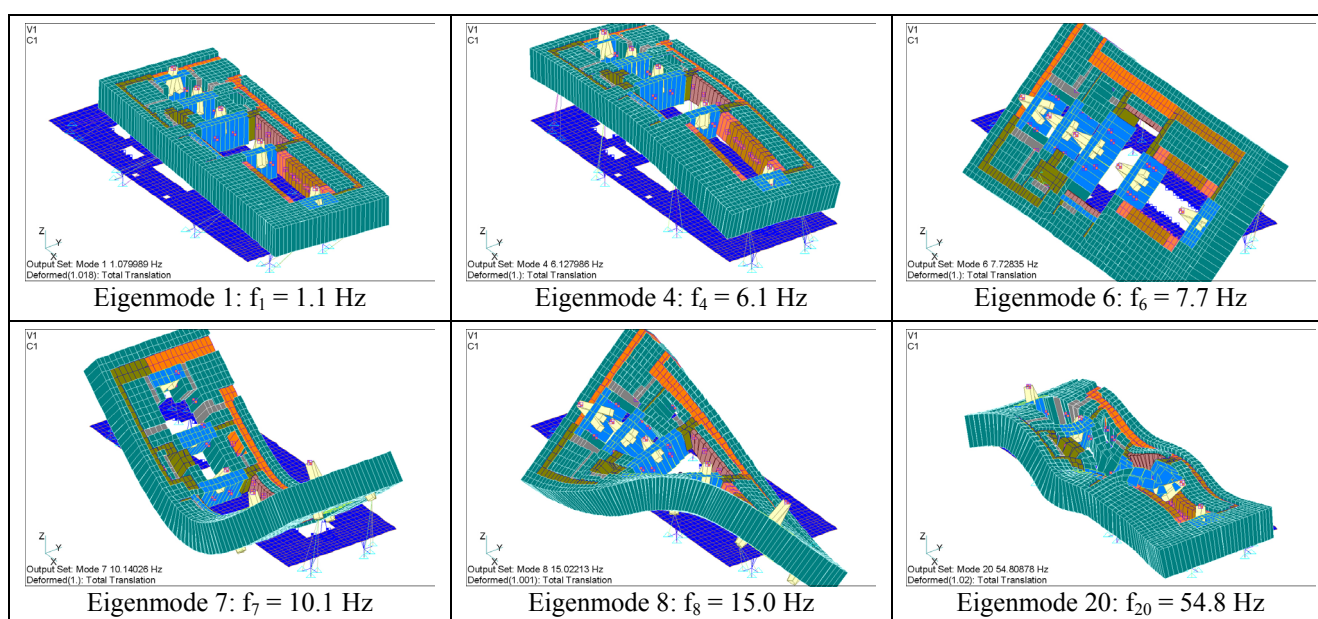 V1
C1
Z
Y
X
Output Set: Mode 1 1.079989 Hz
Deformed(1.018): Total Translation
Eigenmode 1: f1 = 1.1 Hz
V1
C1
Z
Y
X
Output Set: Mode 4 6.127986 Hz
Deformed(1.): Total Translation
Eigenmode 4: f4 = 6.1 Hz
V1
C1
Z
Y
X
Output Set: Mode 6 7.72835 Hz
Deformed(1.): Total Translation
Eigenmode 6: f6 = 7.7 Hz
V1
C1
Z
Y
X
Output Set: Mode 7 10.14026 Hz
Deformed(1.): Total Translation
Eigenmode 7: f7 = 10.1 Hz
V1
C1
Z
Y
X
Output Set: Mode 8 15.02213 Hz
Deformed(1.001): Total Translation
Eigenmode 8: f8 = 15.0 Hz
V1
C1
Z
Y
X
Output Set: Mode 20 54.80878 Hz
Deformed(1.02): Total Translation
Eigenmode 20: f20 = 54.8 Hz